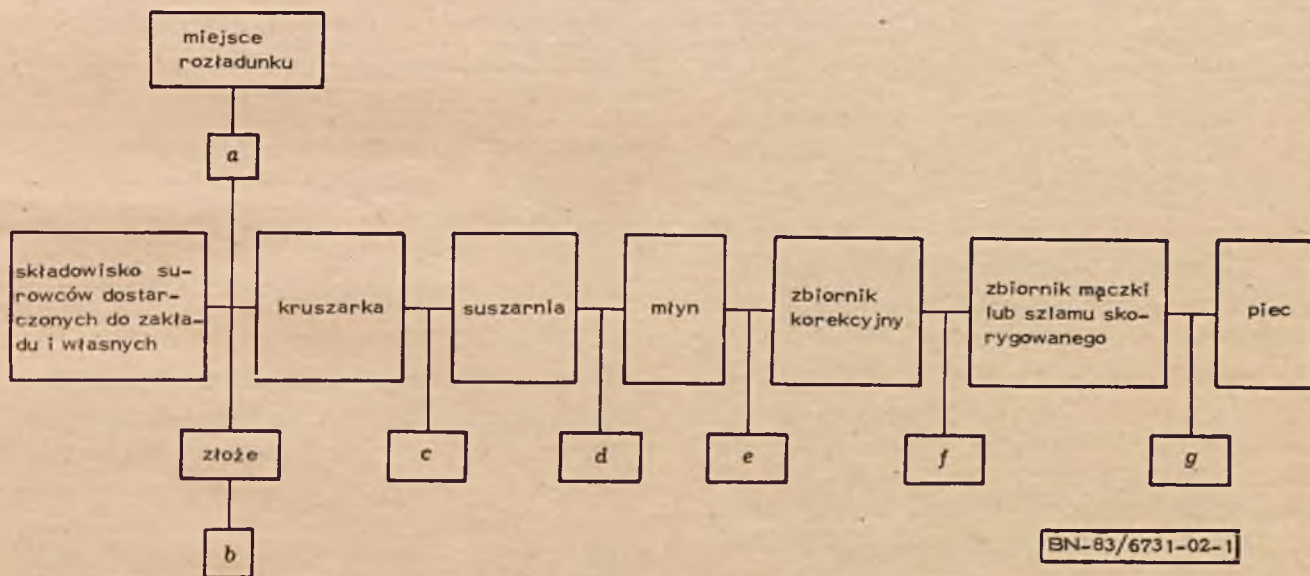 miejsce
rozładunku
a
składowisko su-
rowców dostar-
czonych do zakła-
du i własnych
kruszarka
suszarnia
młyn
zbiornik
korekcyjny
zbiornik mączki
lub szlamu sko-
rygowanego
piec
złoże
c
d
e
f
g
b
BN-83/6731-02-1